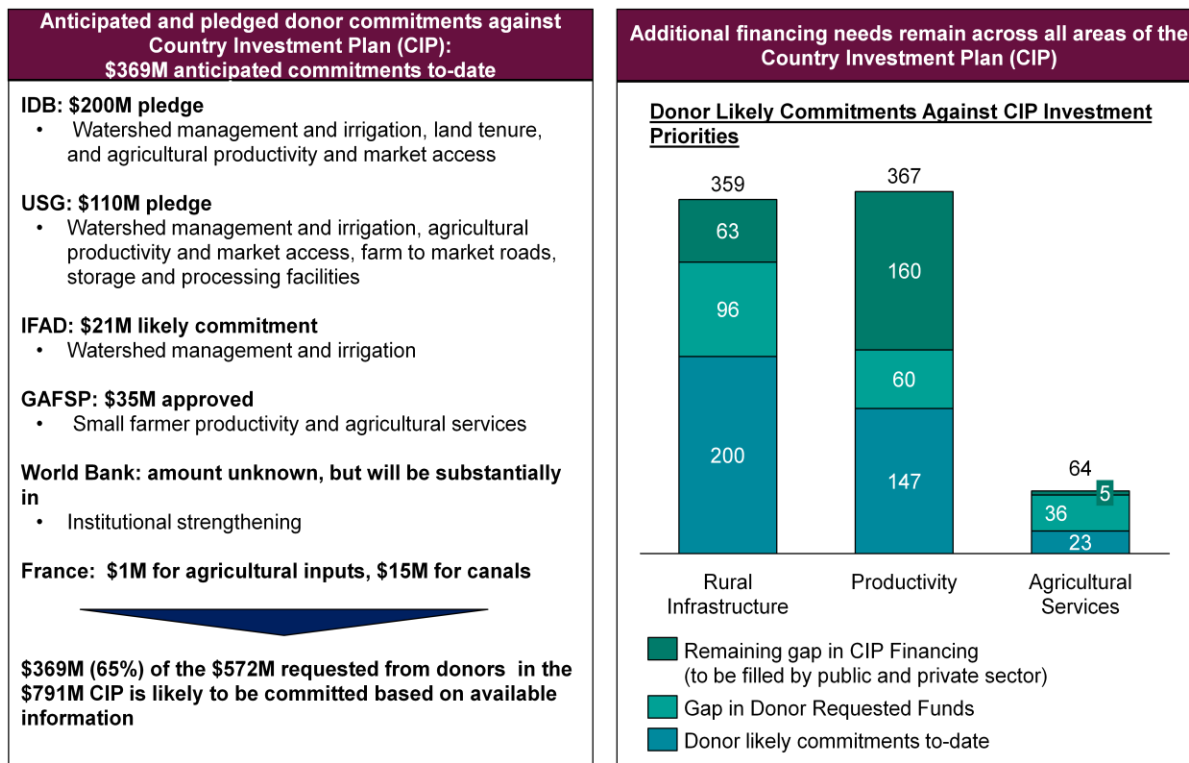 Anticipated and pledged donor commitments against
Country Investment Plan (CIP):
$369M anticipated commitments to-date
IDB: $200M pledge
• Watershed management and irrigation, land tenure,
and agricultural productivity and market access
USG: $110M pledge
• Watershed management and irrigation, agricultural
productivity and market access, farm to market roads,
storage and processing facilities
IFAD: $21M likely commitment
• Watershed management and irrigation
GAFSP: $35M approved
• Small farmer productivity and agricultural services
World Bank: amount unknown, but will be substantially
in
• Institutional strengthening
France: $1M for agricultural inputs, $15M for canals
$369M (65%) of the $572M requested from donors in the
$791M CIP is likely to be committed based on available
information
Additional financing needs remain across all areas of the
Country Investment Plan (CIP)
Donor Likely Commitments Against CIP Investment
Priorities
359
63
96
200
Rural
Infrastructure
367
160
60
147
Productivity
64
5
36
23
Agricultural
Services
Remaining gap in CIP Financing
(to be filled by public and private sector)
Gap in Donor Requested Funds
Donor likely commitments to-date